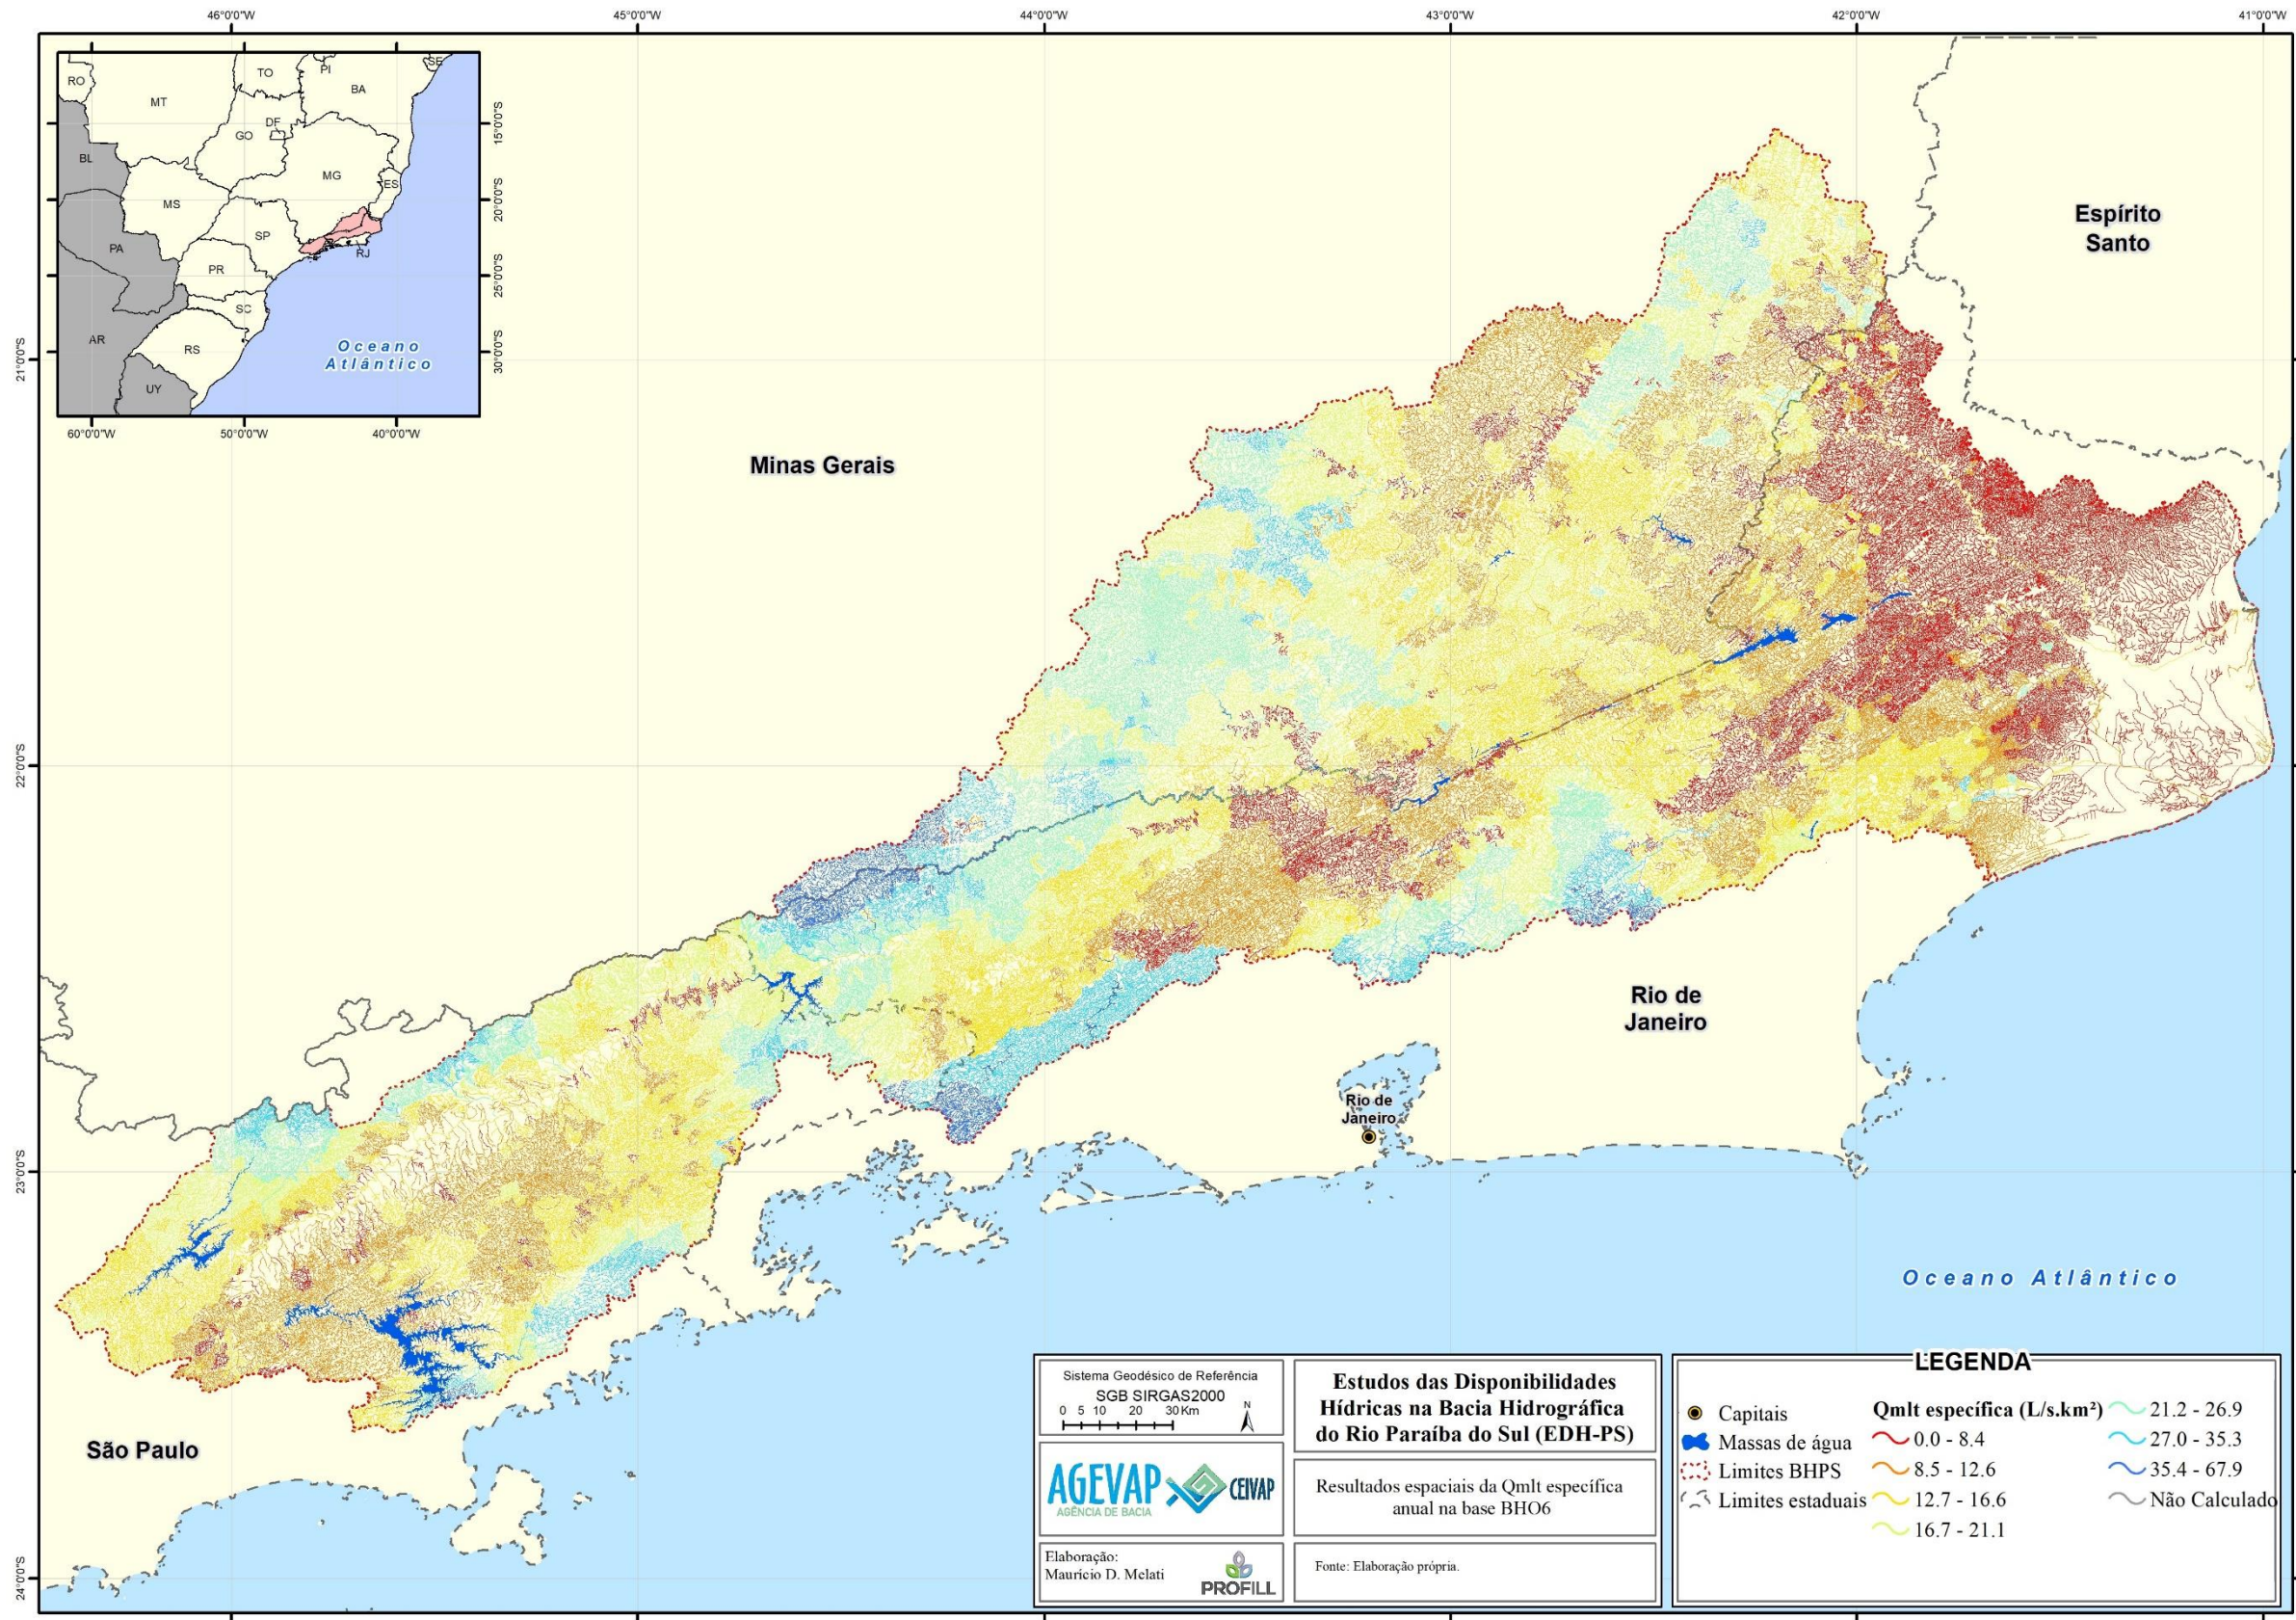 46°0'0"W
45°0'0"W
44°0'0"W
43°0'0"W
42°0'0"W
41°0'0"W
RO
MT
TO
PI
SE
BA
GO
DF
BL
MG
ES
MS
SP
PA
RJ
PR
SC
AR
RS
UY
Oceano
Atlântico
15°0'0"S
20°0'0"S
25°0'0"S
30°0'0"S
60°0'0"W
50°0'0"W
40°0'0"W
21°0'0"S
22°0'0"S
23°0'0"S
24°0'0"S
Espírito
Santo
Minas Gerais
Rio de
Janeiro
Rio de
Janeiro
São Paulo
Oceano Atlântico
Sistema Geodésico de Referência
SGB SIRGAS2000
0 5 10 20 30 Km
N
AGEVAP
AGÊNCIA DE BACIA
CEIVAP
Elaboração:
Maurício D. Melati
PROFILL
Estudos das Disponibilidades
Hídricas na Bacia Hidrográfica
do Rio Paraíba do Sul (EDH-PS)
Resultados espaciais da Qmlt específica
anual na base BHO6
Fonte: Elaboração própria.
LEGENDA
Capitais
Massas de água
Limites BHPS
Limites estaduais
Qmlt específica (L/s.km²)
0.0 - 8.4
8.5 - 12.6
12.7 - 16.6
16.7 - 21.1
21.2 - 26.9
27.0 - 35.3
35.4 - 67.9
Não Calculado